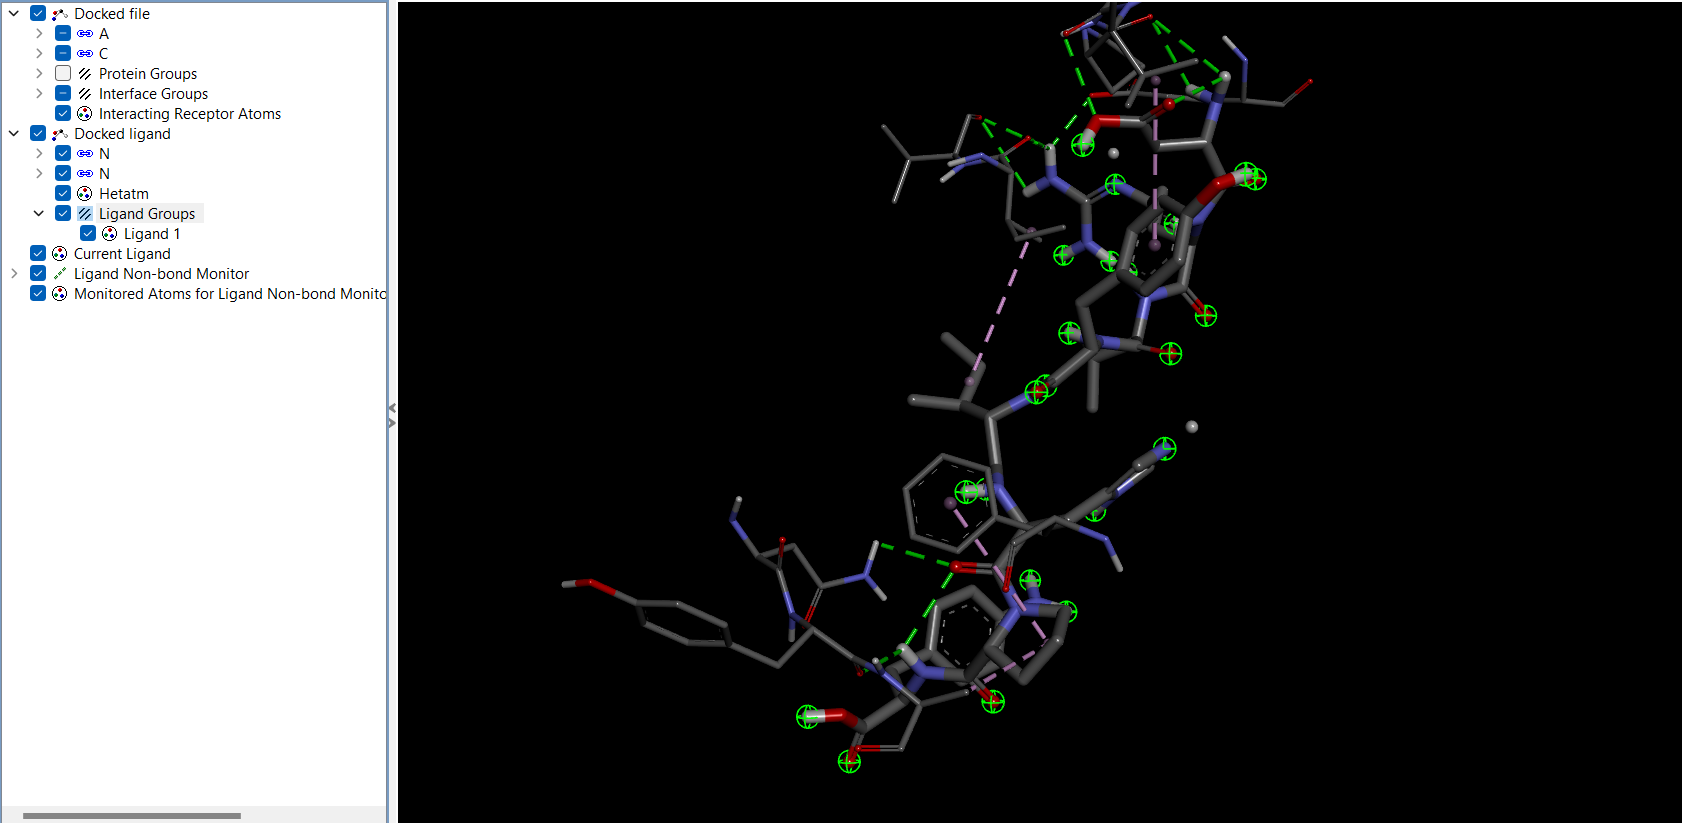 Docked file
A
C
Protein Groups
Interface Groups
Interacting Receptor Atoms
Docked ligand
N
N
Hetatm
Ligand Groups
Ligand 1
Current Ligand
Ligand Non-bond Monitor
Monitored Atoms for Ligand Non-bond Monito